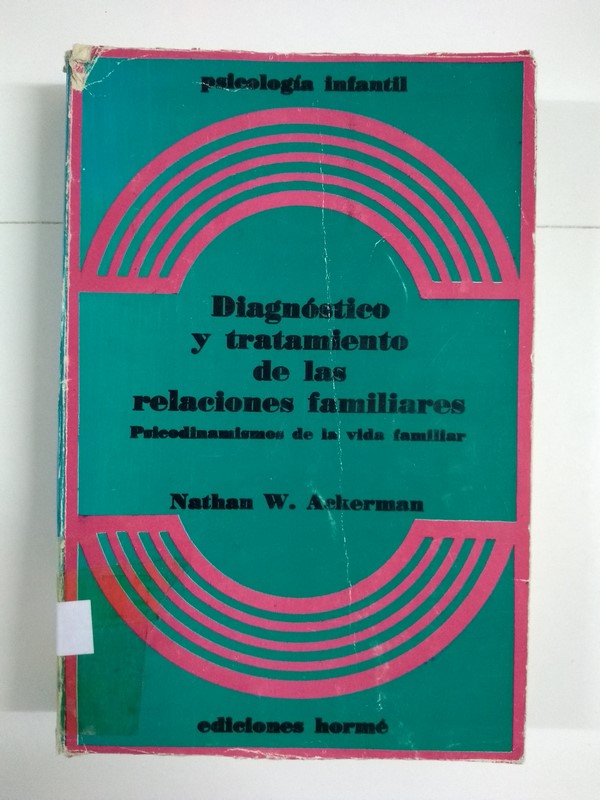 psicología infantil
Diagnóstico
y tratamiento
de las
relaciones familiares
Psicodinamismos de la vida familiar
Nathan W. Ackerman
ediciones hormé